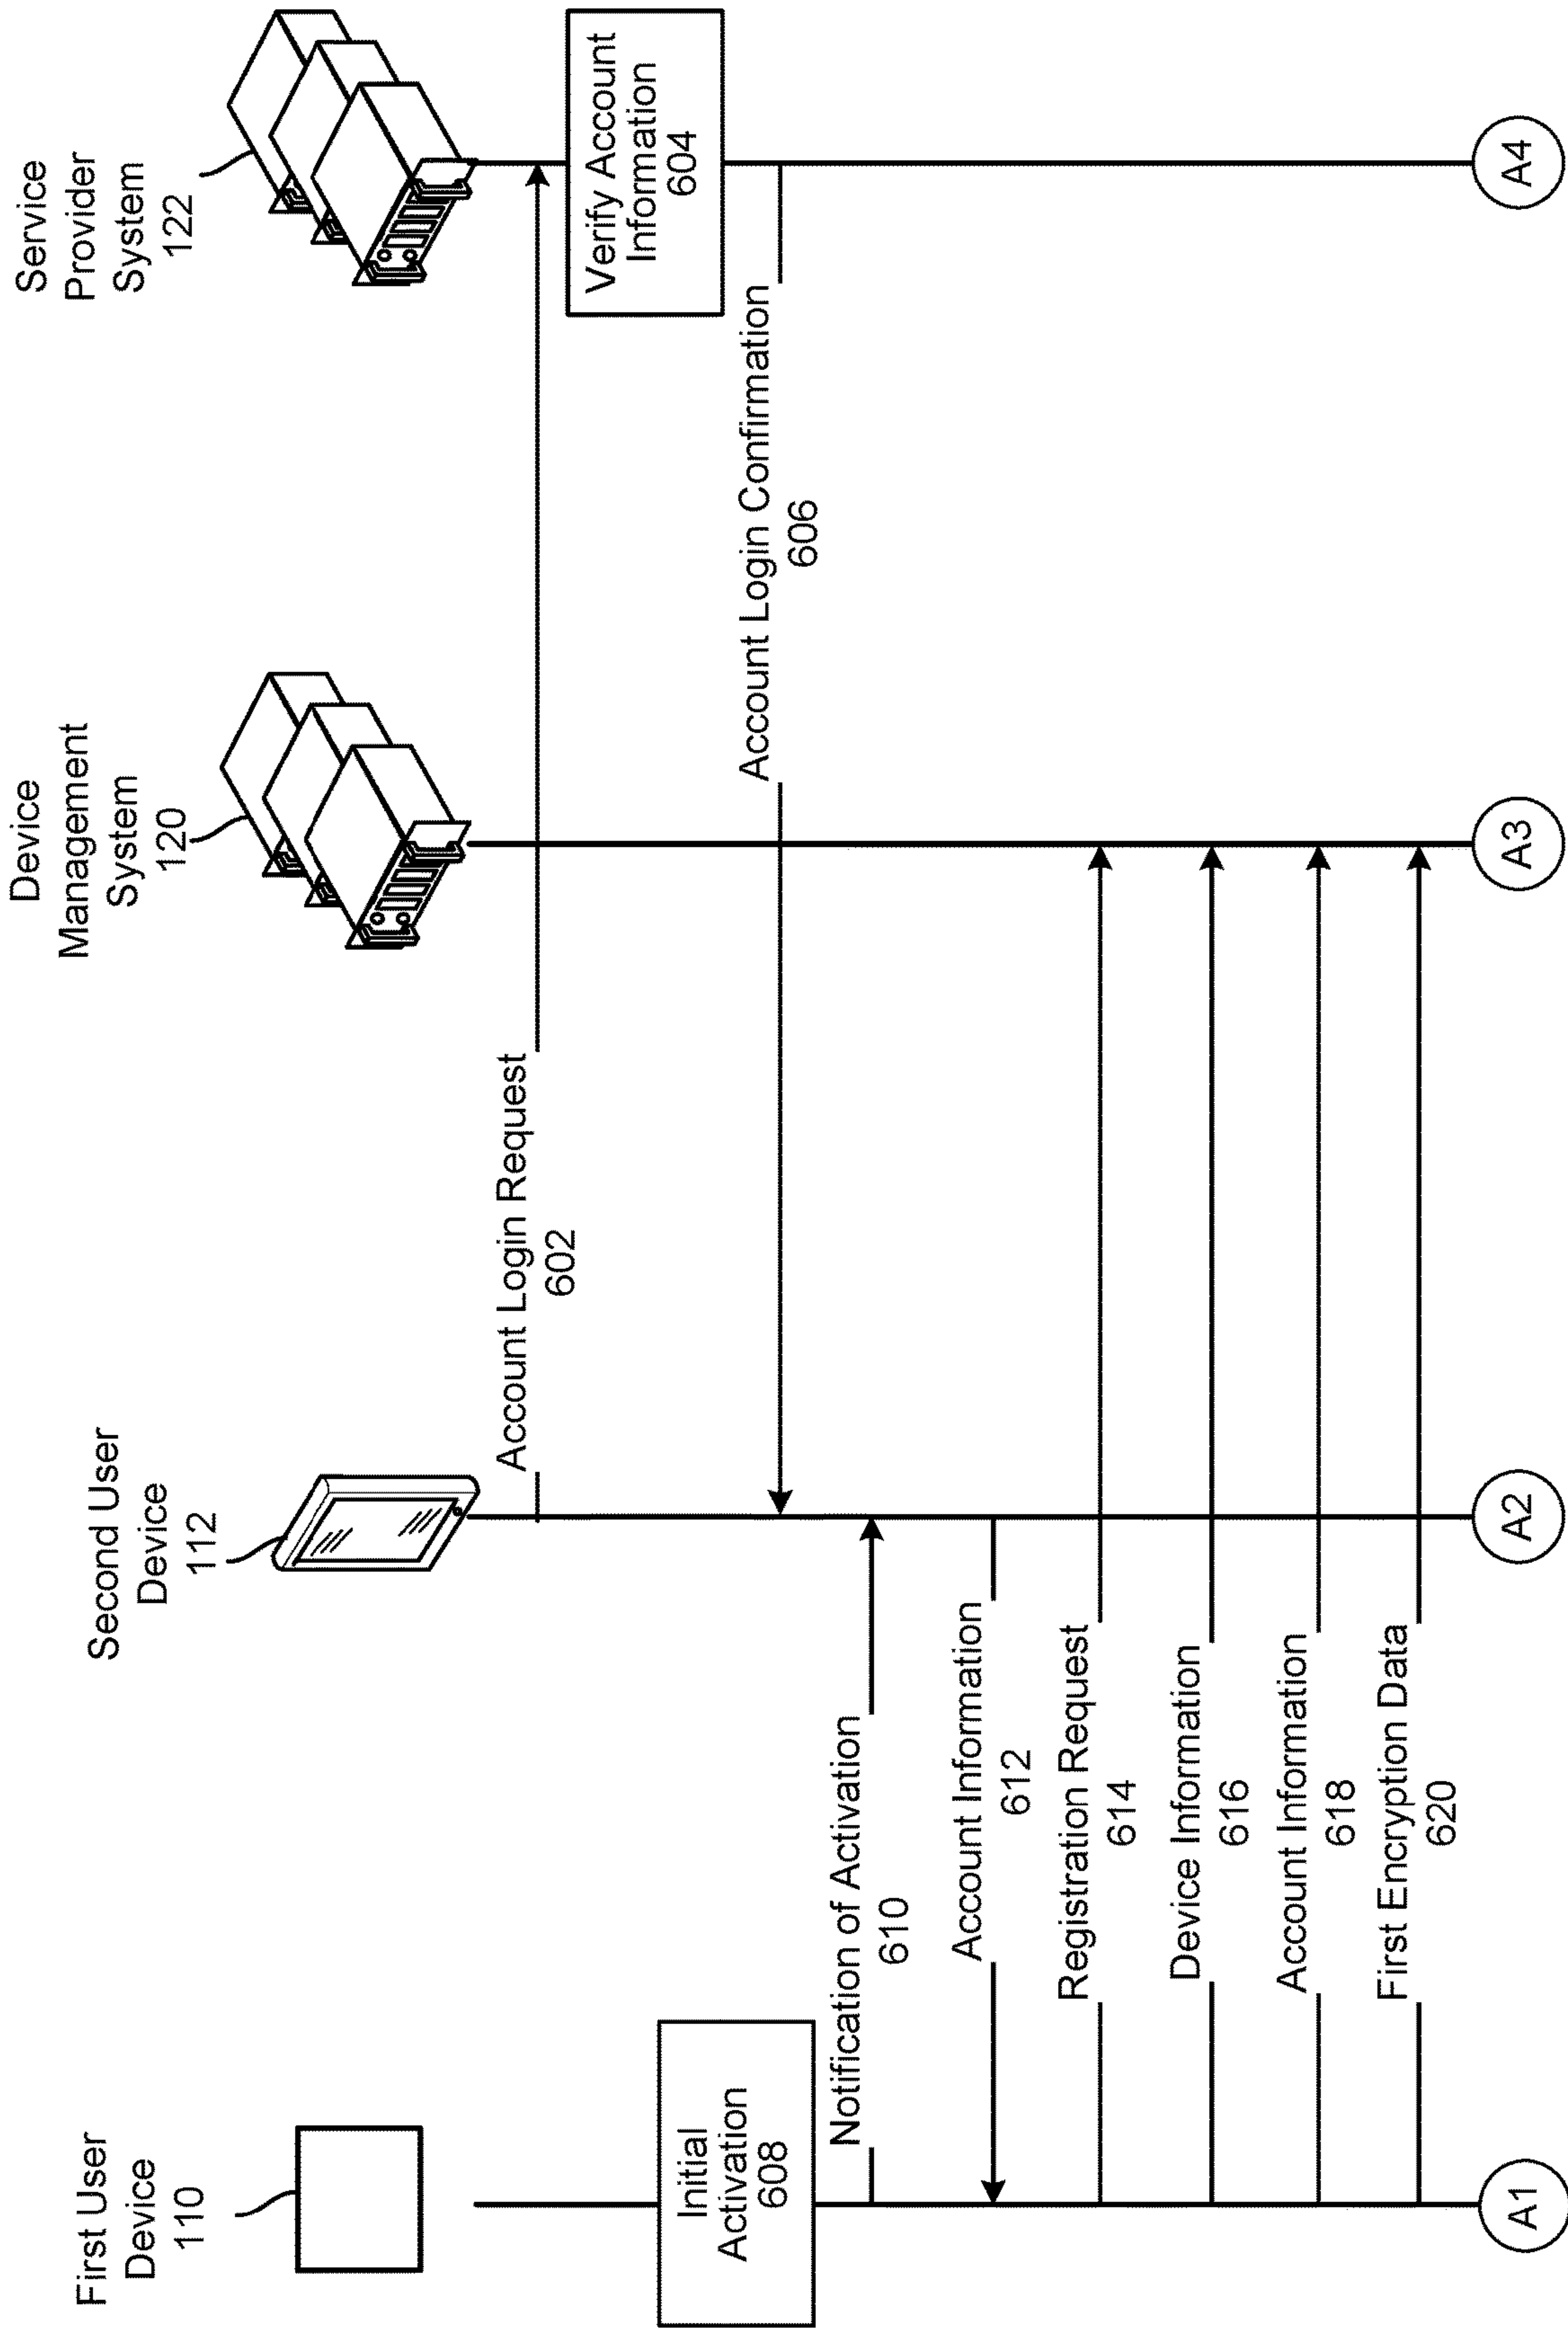 First User
Device
110
Second User
Device
112
Device
Management
System
120
Service
Provider
System
122
Account Login Request
602
Verify Account
Information
604
Account Login Confirmation
606
Initial
Activation
608
Notification of Activation
610
Account Information
612
Registration Request
614
Device Information
616
Account Information
618
First Encryption Data
620
A1
A2
A3
A4